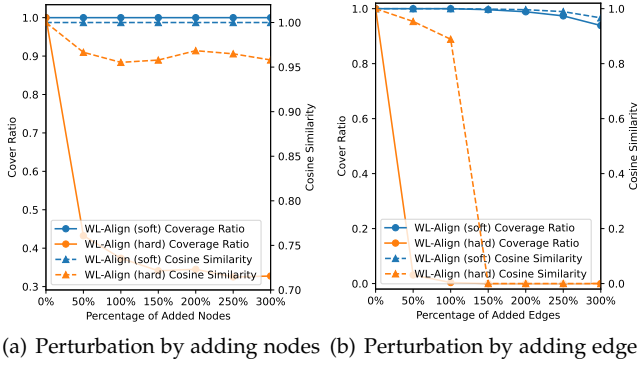 1.0
0.9
0.8
0.7
0.6
0.5
0.4
0.3
Cover Ratio
1.00
0.95
0.90
0.85
0.80
0.75
0.70
Cosine Similarity
WL-Align (soft) Coverage Ratio
WL-Align (hard) Coverage Ratio
WL-Align (soft) Cosine Similarity
WL-Align (hard) Cosine Similarity
0% 50% 100% 150% 200% 250% 300%
Percentage of Added Nodes
1.0
0.8
0.6
0.4
0.2
0.0
Cover Ratio
1.0
0.8
0.6
0.4
0.2
0.0
Cosine Similarity
WL-Align (soft) Coverage Ratio
WL-Align (hard) Coverage Ratio
WL-Align (soft) Cosine Similarity
WL-Align (hard) Cosine Similarity
0% 50% 100% 150% 200% 250% 300%
Percentage of Added Edges
(a) Perturbation by adding nodes (b) Perturbation by adding edge